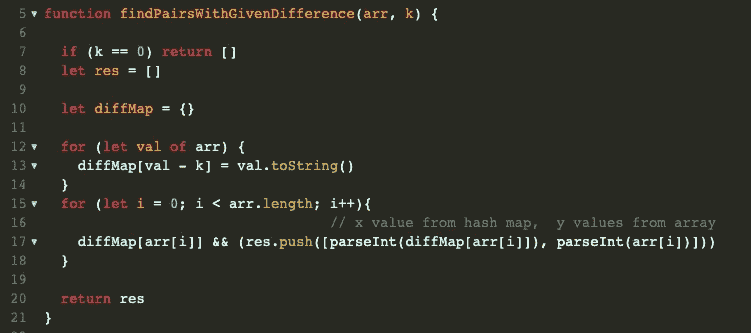 5 function findPairsWithGivenDifference(arr, k) {
6
7   if (k == 0) return []
8   let res = []
9
10   let diffMap = {}
11
12   for (let val of arr) {
13     diffMap[val - k] = val.toString()
14   }
15   for (let i = 0; i < arr.length; i++){
16                          // x value from hash map,  y values from array
17     diffMap[arr[i]] && (res.push([parseInt(diffMap[arr[i]]), parseInt(arr[i])]))
18   }
19
20   return res
21 }